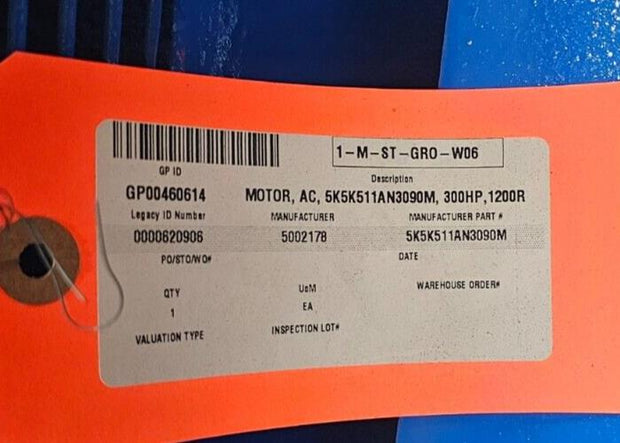 1-M-ST-GRO-W06
GP ID
Description
GP00460614 MOTOR, AC, 5K5K511AN3090M, 300HP,1200R
Legacy ID Number MANUFACTURER MANUFACTURER PART #
0000620906 5002178 5K5K511AN3090M
PO/STO/WO# DATE
QTY UoM WAREHOUSE ORDER#
1 EA
VALUATION TYPE INSPECTION LOT#